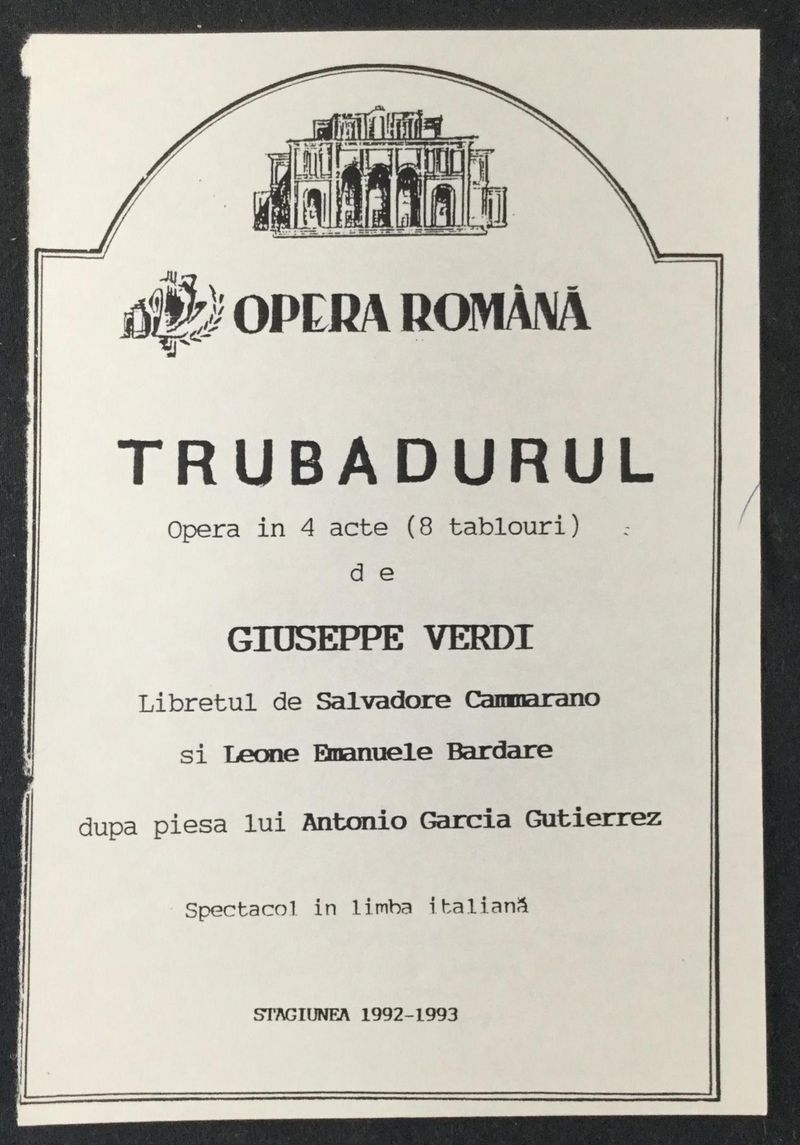 OPERA ROMÂNĂ
TRUBADURUL
Opera in 4 acte (8 tablouri)
d e
GIUSEPPE VERDI
Libretul de Salvadore Cammarano
si Leone Emanuele Bardare
dupa piesa lui Antonio Garcia Gutierrez
Spectacol in limba italiană
STAGIUNEA 1992-1993